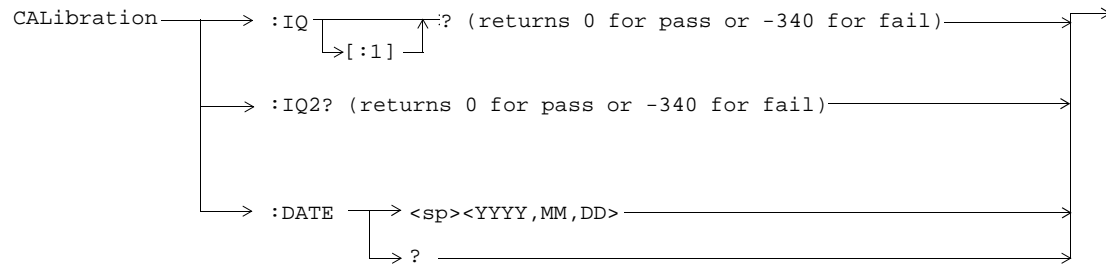 CALibration :IQ ? (returns 0 for pass or -340 for fail)
[:1]
:IQ2? (returns 0 for pass or -340 for fail)
:DATE <sp><YYYY,MM,DD>
?